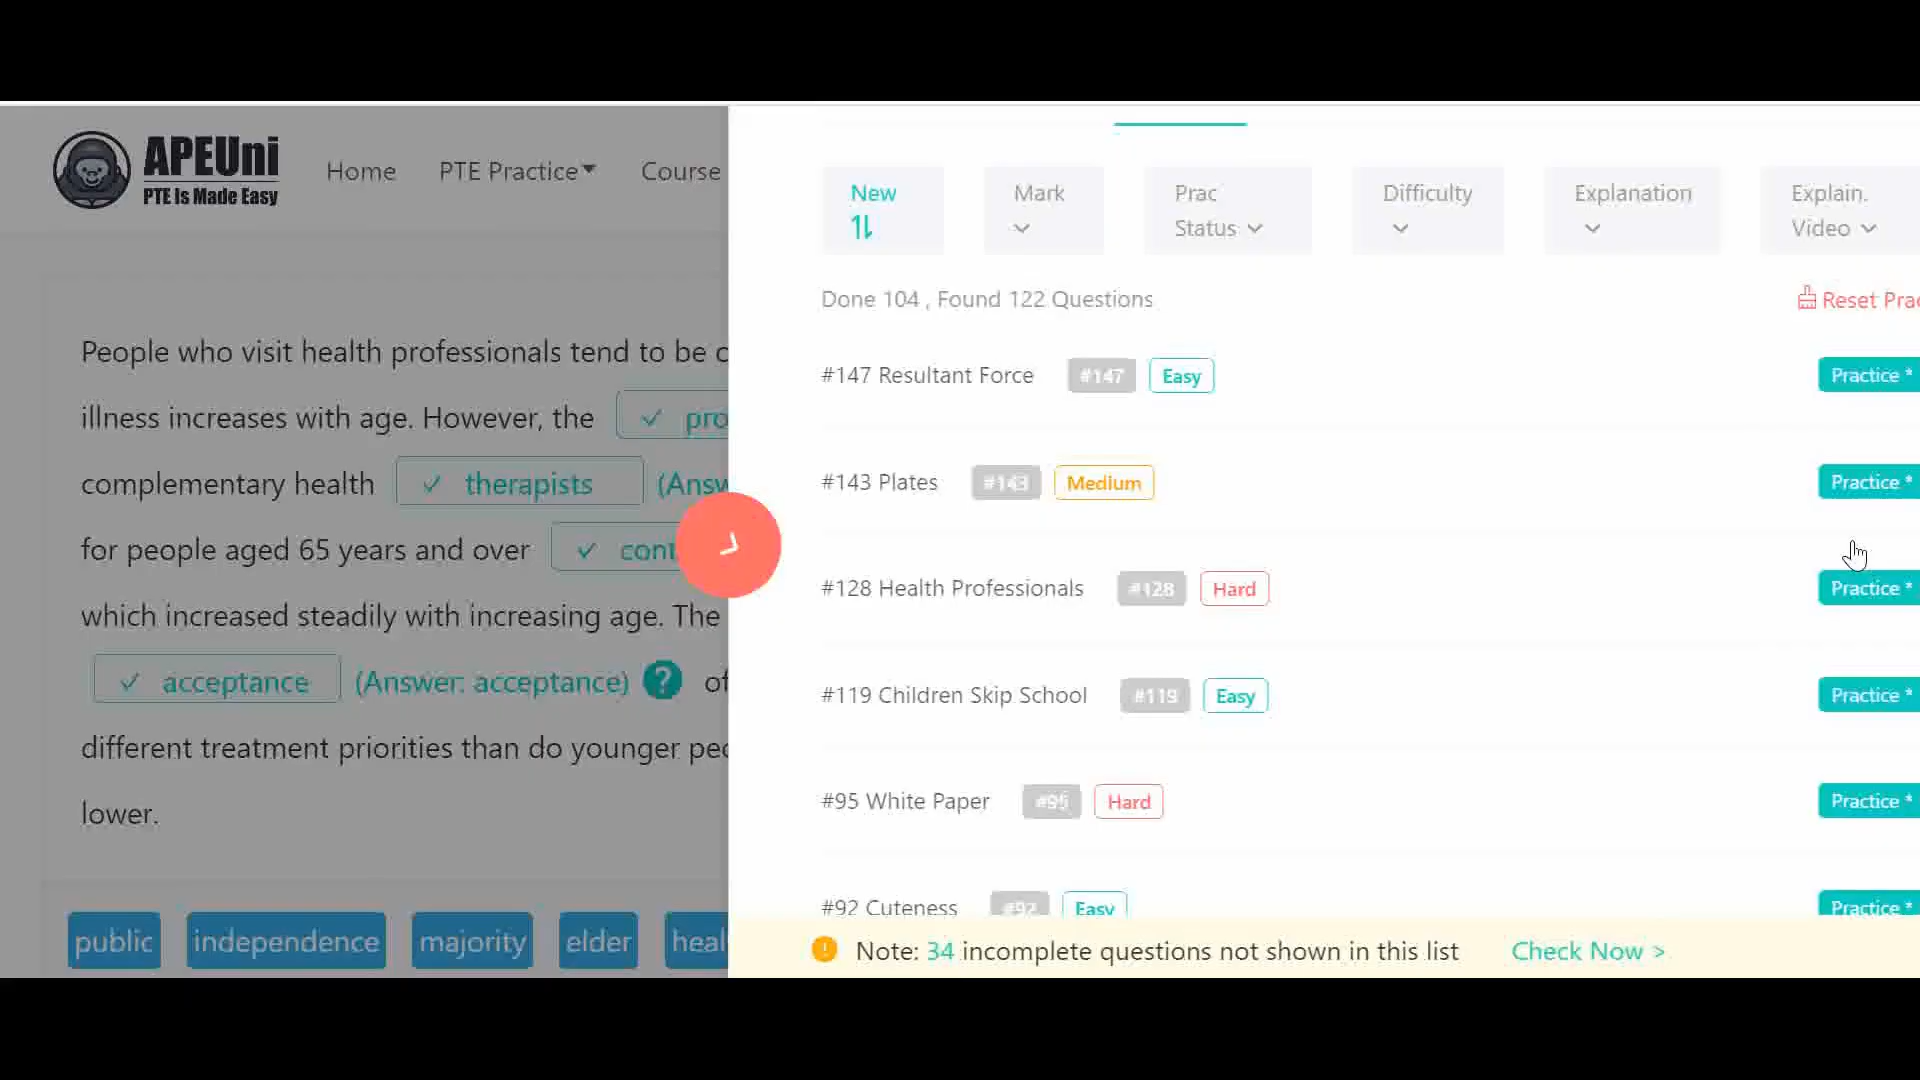 APEUni
PTE Is Made Easy
Home
PTE Practice
Course
People who visit health professionals tend to be
illness increases with age. However, the
complementary health ✓ therapists
for people aged 65 years and over ✓
which increased steadily with increasing age. The
✓ acceptance (Answer: acceptance) ? of
different treatment priorities than do younger
lower.
public
independence
majority
elder
New
Mark
Prac
Status
Difficulty
Explanation
Explain.
Video
Done 104 , Found 122 Questions
Reset
#147 Resultant Force #147 Easy Practice *
#143 Plates #143 Medium Practice *
#128 Health Professionals #128 Hard Practice *
#119 Children Skip School #119 Easy Practice *
#95 White Paper #95 Hard Practice *
#92 Cuteness #92 Easy Practice *
Note: 34 incomplete questions not shown in this list Check Now >